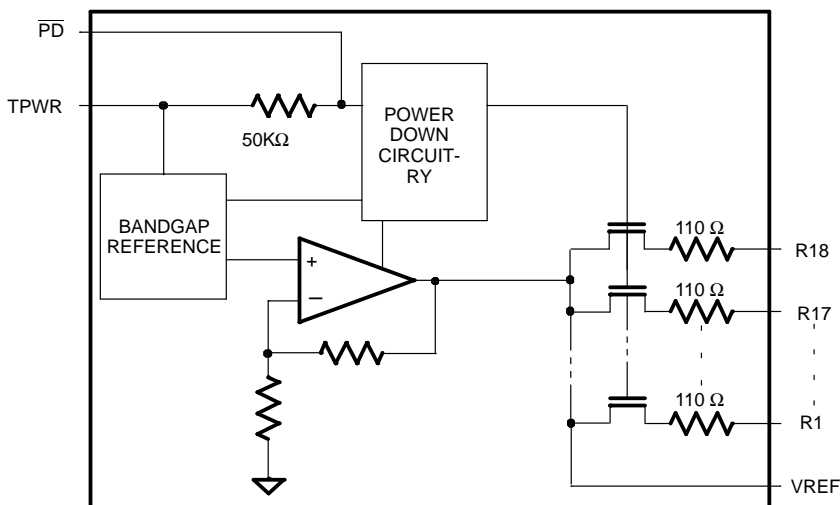 PD
TPWR
50KΩ
POWER
DOWN
CIRCUIT-
RY
BANDGAP
REFERENCE
+
−
110 Ω
R18
110 Ω
R17
110 Ω
R1
VREF